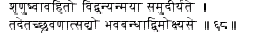 शृणुष्वावहितो विद्वन्यन्मया समुदीर्यते ।
तदेतच्छ्रवणात्सद्यो भवबन्धाद्विमोक्ष्यसे ॥ ६८ ॥